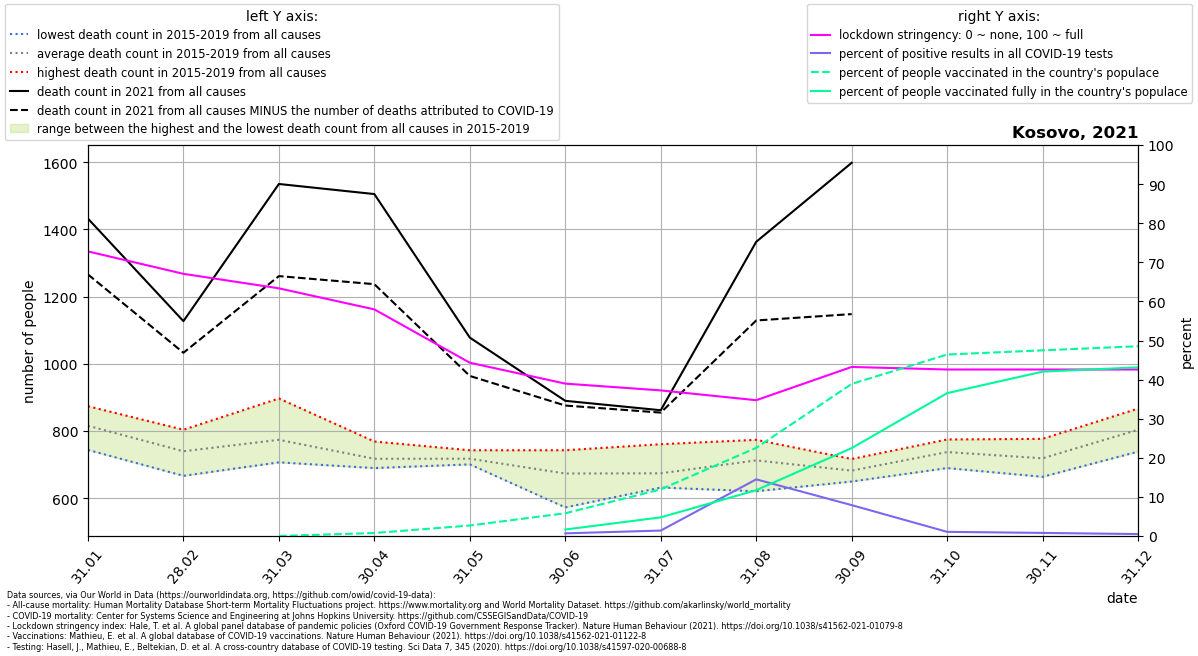 left Y axis:
lowest death count in 2015-2019 from all causes
average death count in 2015-2019 from all causes
highest death count in 2015-2019 from all causes
death count in 2021 from all causes
death count in 2021 from all causes MINUS the number of deaths attributed to COVID-19
range between the highest and the lowest death count from all causes in 2015-2019
right Y axis:
lockdown stringency: 0 ~ none, 100 ~ full
percent of positive results in all COVID-19 tests
percent of people vaccinated in the country's populace
percent of people vaccinated fully in the country's populace
Kosovo, 2021
number of people
1600
1400
1200
1000
800
600
100
90
80
70
60
50
40
30
20
10
0
percent
31.01
28.02
31.03
30.04
31.05
30.06
31.07
31.08
30.09
31.10
30.11
31.12
date
Data sources, via Our World in Data (https://ourworldindata.org, https://github.com/owid/covid-19-data):
- All-cause mortality: Human Mortality Database Short-term Mortality Fluctuations project. https://www.mortality.org and World Mortality Dataset. https://github.com/akarlinsky/world_mortality
- COVID-19 mortality: Center for Systems Science and Engineering at Johns Hopkins University. https://github.com/CSSEGISandData/COVID-19
- Lockdown stringency index: Hale, T. et al. A global panel database of pandemic policies (Oxford COVID-19 Government Response Tracker). Nature Human Behaviour (2021). https://doi.org/10.1038/s41562-021-01079-8
- Vaccinations: Mathieu, E. et al. A global database of COVID-19 vaccinations. Nature Human Behaviour (2021). https://doi.org/10.1038/s41562-021-01122-8
- Testing: Hasell, J., Mathieu, E., Beltekian, D. et al. A cross-country database of COVID-19 testing. Sci Data 7, 345 (2020). https://doi.org/10.1038/s41597-020-00688-8